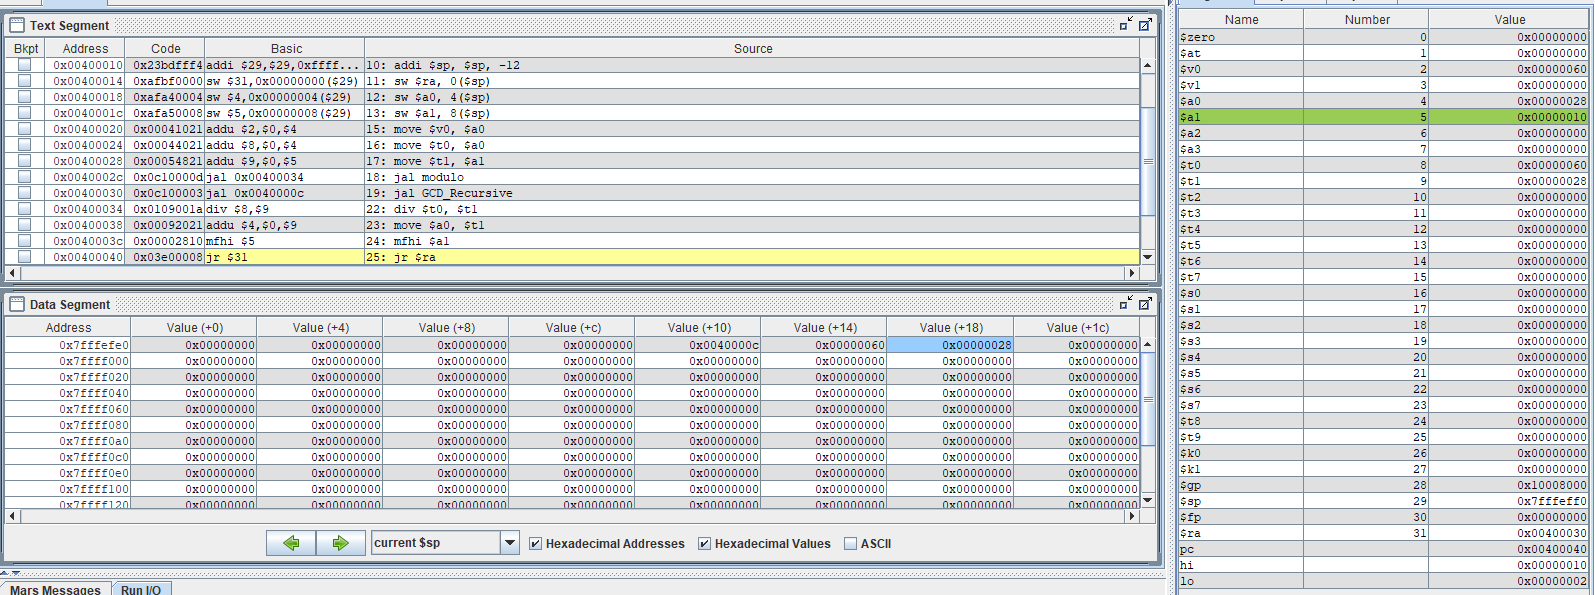 Text Segment
Bkpt Address Code Basic Source
0x00400010 0x23bdfff4 addi $29,$29,0xffff... 10: addi $sp, $sp, -12
0x00400014 0xafbf0000 sw $31,0x00000000($29) 11: sw $ra, 0($sp)
0x00400018 0xafa40004 sw $4,0x00000004($29) 12: sw $a0, 4($sp)
0x0040001c 0xafa50008 sw $5,0x00000008($29) 13: sw $a1, 8($sp)
0x00400020 0x00041021 addu $2,$0,$4 15: move $v0, $a0
0x00400024 0x00044021 addu $8,$0,$4 16: move $t0, $a0
0x00400028 0x00054821 addu $9,$0,$5 17: move $t1, $a1
0x0040002c 0x0c10000d jal 0x00400034 18: jal modulo
0x00400030 0x0c100003 jal 0x0040000c 19: jal GCD_Recursive
0x00400034 0x0109001a div $8,$9 22: div $t0, $t1
0x00400038 0x00092021 addu $4,$0,$9 23: move $a0, $t1
0x0040003c 0x00002810 mfhi $5 24: mfhi $a1
0x00400040 0x03e00008 jr $31 25: jr $ra
Data Segment
Address Value (+0) Value (+4) Value (+8) Value (+c) Value (+10) Value (+14) Value (+18) Value (+1c)
0x7fffefe0 0x00000000 0x00000000 0x00000000 0x00000000 0x0040000c 0x00000060 0x00000028 0x00000000
0x7ffff000 0x00000000 0x00000000 0x00000000 0x00000000 0x00000000 0x00000000 0x00000000 0x00000000
0x7ffff020 0x00000000 0x00000000 0x00000000 0x00000000 0x00000000 0x00000000 0x00000000 0x00000000
0x7ffff040 0x00000000 0x00000000 0x00000000 0x00000000 0x00000000 0x00000000 0x00000000 0x00000000
0x7ffff060 0x00000000 0x00000000 0x00000000 0x00000000 0x00000000 0x00000000 0x00000000 0x00000000
0x7ffff080 0x00000000 0x00000000 0x00000000 0x00000000 0x00000000 0x00000000 0x00000000 0x00000000
0x7ffff0a0 0x00000000 0x00000000 0x00000000 0x00000000 0x00000000 0x00000000 0x00000000 0x00000000
0x7ffff0c0 0x00000000 0x00000000 0x00000000 0x00000000 0x00000000 0x00000000 0x00000000 0x00000000
0x7ffff0e0 0x00000000 0x00000000 0x00000000 0x00000000 0x00000000 0x00000000 0x00000000 0x00000000
0x7ffff100 0x00000000 0x00000000 0x00000000 0x00000000 0x00000000 0x00000000 0x00000000 0x00000000
0x7ffff120 0x00000000 0x00000000 0x00000000 0x00000000 0x00000000 0x00000000 0x00000000 0x00000000
current $sp Hexadecimal Addresses Hexadecimal Values ASCII
Mars Messages Run I/O
Name Number Value
$zero 0 0x00000000
$at 1 0x00000000
$v0 2 0x00000060
$v1 3 0x00000000
$a0 4 0x00000028
$a1 5 0x00000010
$a2 6 0x00000000
$a3 7 0x00000000
$t0 8 0x00000060
$t1 9 0x00000028
$t2 10 0x00000000
$t3 11 0x00000000
$t4 12 0x00000000
$t5 13 0x00000000
$t6 14 0x00000000
$t7 15 0x00000000
$s0 16 0x00000000
$s1 17 0x00000000
$s2 18 0x00000000
$s3 19 0x00000000
$s4 20 0x00000000
$s5 21 0x00000000
$s6 22 0x00000000
$s7 23 0x00000000
$t8 24 0x00000000
$t9 25 0x00000000
$k0 26 0x00000000
$k1 27 0x00000000
$gp 28 0x10008000
$sp 29 0x7fffeff0
$fp 30 0x00000000
$ra 31 0x00400030
pc 0x00400040
hi 0x00000010
lo 0x00000002